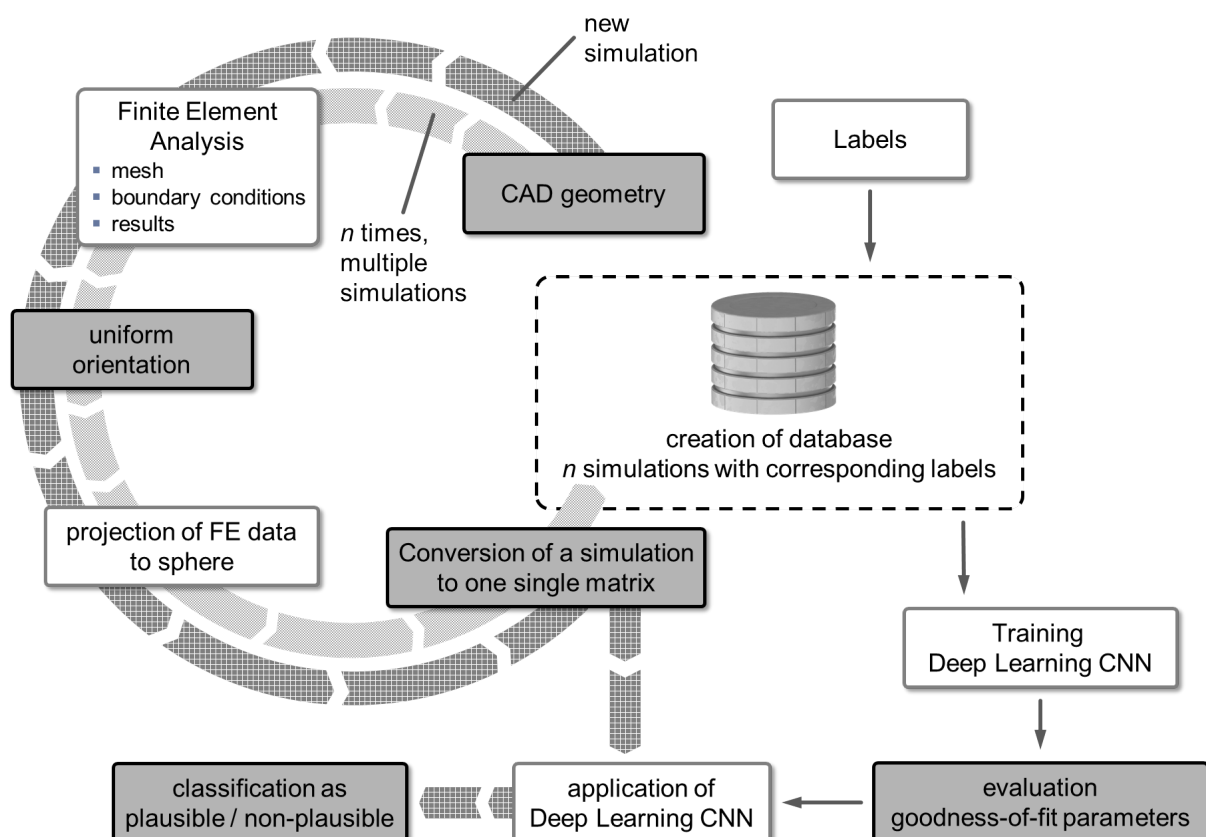 new
simulation
Finite Element
Analysis
mesh
boundary conditions
results
CAD geometry
n times,
multiple
simulations
Labels
uniform
orientation
creation of database
n simulations with corresponding labels
projection of FE data
to sphere
Conversion of a simulation
to one single matrix
Training
Deep Learning CNN
classification as
plausible / non-plausible
application of
Deep Learning CNN
evaluation
goodness-of-fit parameters